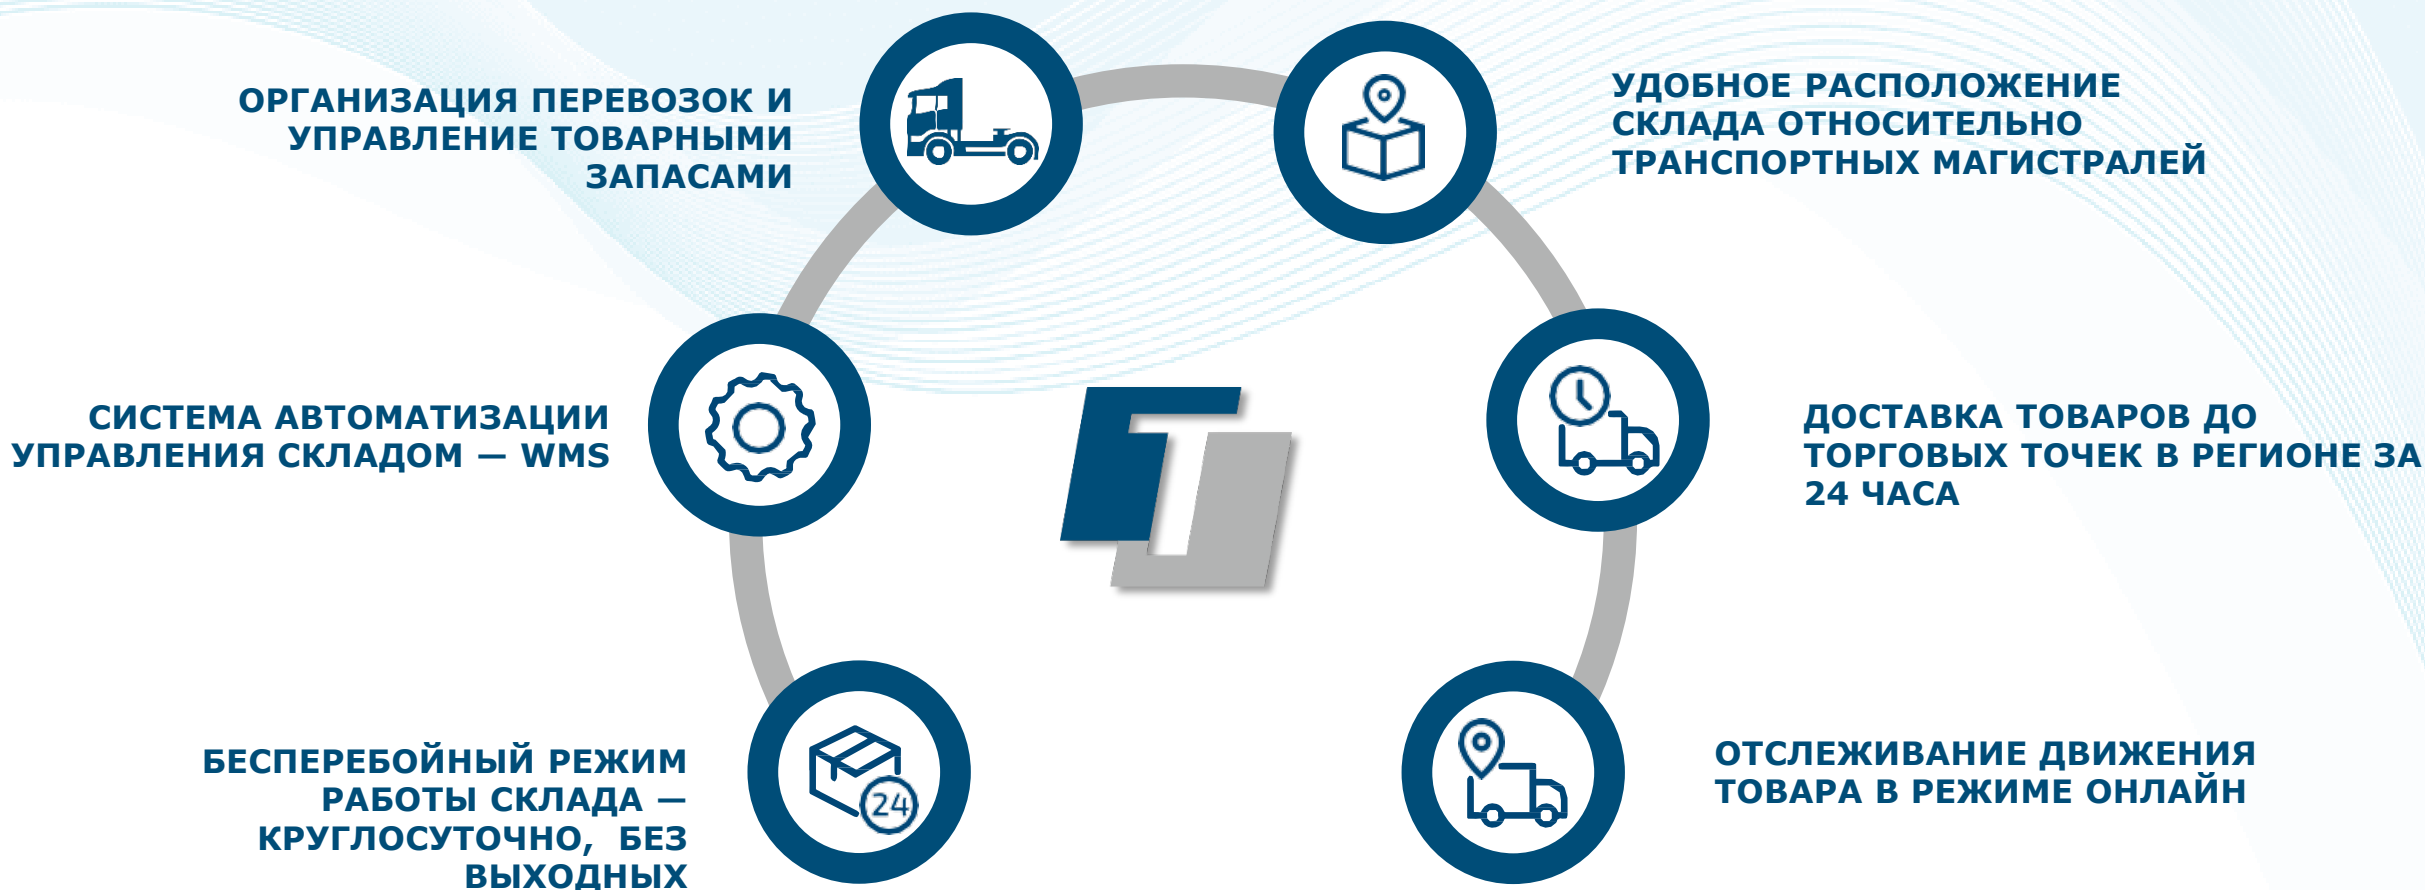 ОРГАНИЗАЦИЯ ПЕРЕВОЗОК И
УПРАВЛЕНИЕ ТОВАРНЫМИ
ЗАПАСАМИ
УДОБНОЕ РАСПОЛОЖЕНИЕ
СКЛАДА ОТНОСИТЕЛЬНО
ТРАНСПОРТНЫХ МАГИСТРАЛЕЙ
СИСТЕМА АВТОМАТИЗАЦИИ
УПРАВЛЕНИЯ СКЛАДОМ — WMS
ДОСТАВКА ТОВАРОВ ДО
ТОРГОВЫХ ТОЧЕК В РЕГИОНЕ ЗА
24 ЧАСА
БЕСПЕРЕБОЙНЫЙ РЕЖИМ
РАБОТЫ СКЛАДА —
КРУГЛОСУТОЧНО, БЕЗ
ВЫХОДНЫХ
24
ОТСЛЕЖИВАНИЕ ДВИЖЕНИЯ
ТОВАРА В РЕЖИМЕ ОНЛАЙН